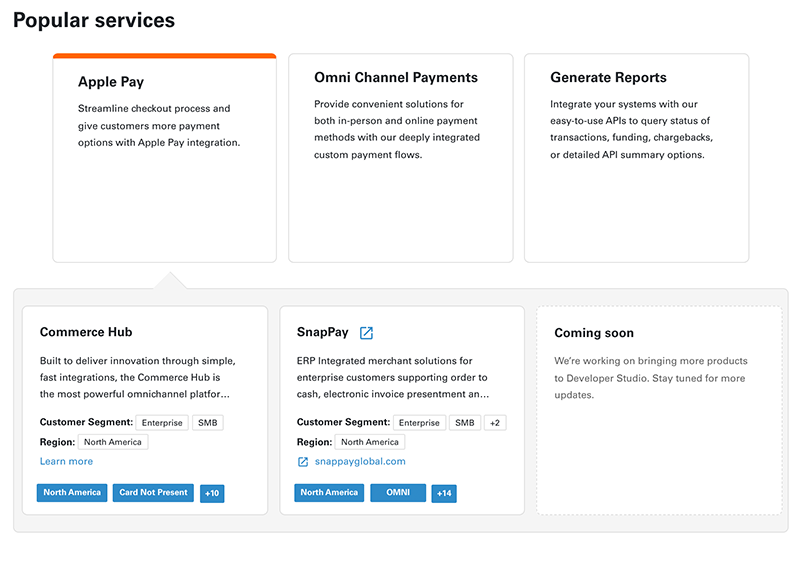 Popular services
Apple Pay
Streamline checkout process and
give customers more payment
options with Apple Pay integration.
Omni Channel Payments
Provide convenient solutions for
both in-person and online payment
methods with our deeply integrated
custom payment flows.
Generate Reports
Integrate your systems with our
easy-to-use APIs to query status of
transactions, funding, chargebacks,
or detailed API summary options.
Commerce Hub
Built to deliver innovation through simple,
fast integrations, the Commerce Hub is
the most powerful omnichannel platfor...
Customer Segment: Enterprise SMB
Region: North America
Learn more
North America Card Not Present +10
SnapPay
ERP Integrated merchant solutions for
enterprise customers supporting order to
cash, electronic invoice presentment an...
Customer Segment: Enterprise SMB +2
Region: North America
snappayglobal.com
North America OMNI +14
Coming soon
We're working on bringing more products
to Developer Studio. Stay tuned for more
updates.